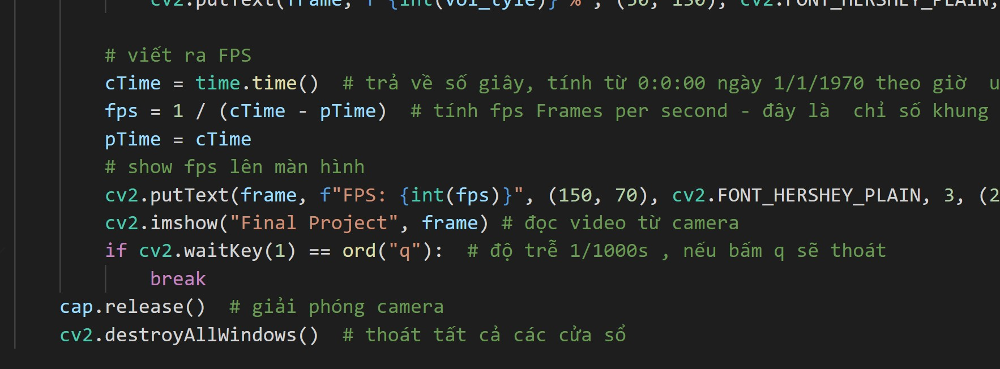 cv2.putText(frame, f"{int(vol_tyle)}%", (50, 130), cv2.FONT_HERSHEY_PLAIN,
# viết ra FPS
cTime = time.time()  # trả về số giây, tính từ 0:0:00 ngày 1/1/1970 theo giờ  u
fps = 1 / (cTime - pTime)  # tính fps Frames per second - đây là  chỉ số khung
pTime = cTime
# show fps lên màn hình
cv2.putText(frame, f"FPS: {int(fps)}", (150, 70), cv2.FONT_HERSHEY_PLAIN, 3, (2
cv2.imshow("Final Project", frame) # đọc video từ camera
if cv2.waitKey(1) == ord("q"):  # độ trễ 1/1000s , nếu bấm q sẽ thoát
break
cap.release()  # giải phóng camera
cv2.destroyAllWindows()  # thoát tất cả các cửa sổ